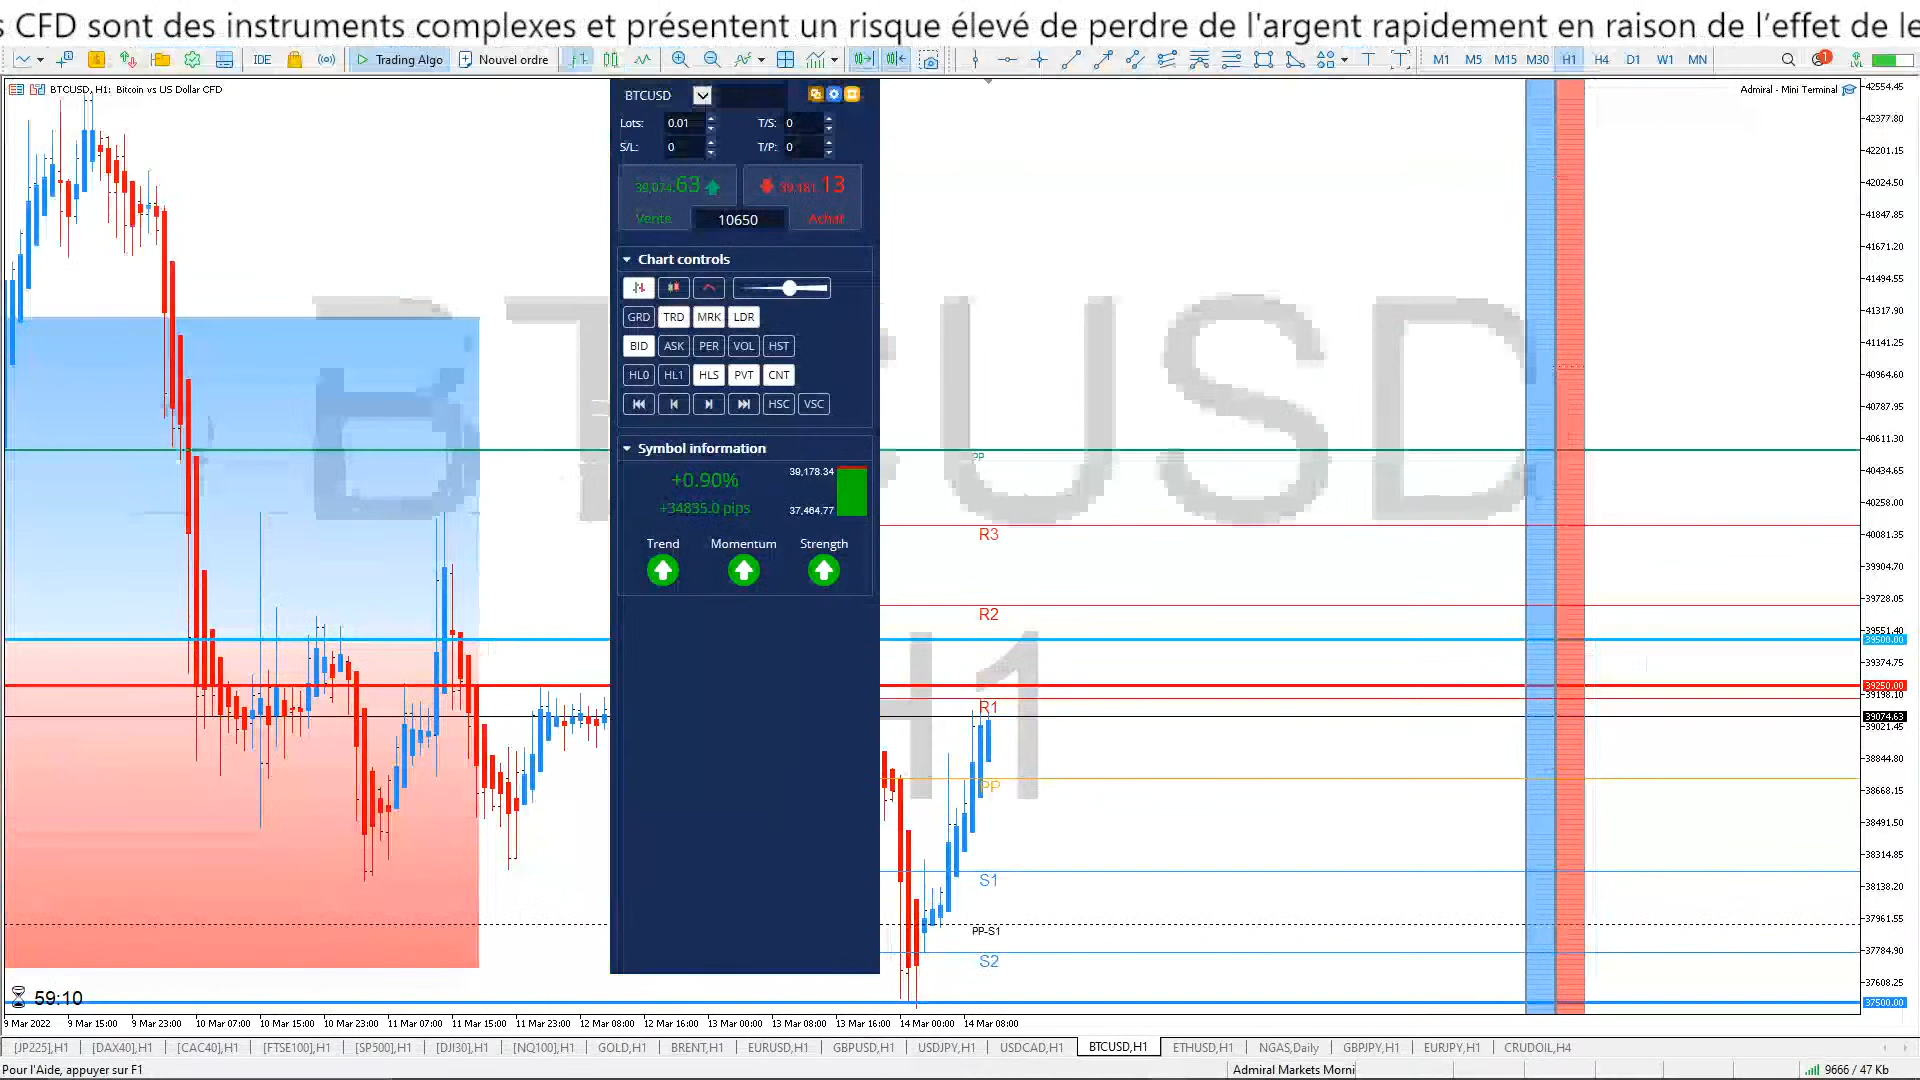 CFD sont des instruments complexes et présentent un risque élevé de perdre de l'argent rapidement en raison de l'effet de le
IDE Trading Algo Nouvel ordre M1 M5 M15 M30 H1 H4 D1 W1 MN 1 LVL
BTCUSD, H1: Bitcoin vs US Dollar CFD
Admiral - Mini Terminal
BTCUSD
Lots: 0.01 T/S: 0
S/L: 0 T/P: 0
39,074.63 39,181.13
Vente 10650 Achat
Chart controls
GRD TRD MRK LDR
BID ASK PER VOL HST
HL0 HL1 HLS PVT CNT
HSC VSC
Symbol information
+0.90% 39,178.34
+34835.0 pips 37,464.77
Trend Momentum Strength
BTCUSD
H1
PP
R3
R2
R1
PP
S1
PP-S1
S2
42554.45
42377.80
42201.15
42024.50
41847.85
41671.20
41494.55
41317.90
41141.25
40964.60
40787.95
40611.30
40434.65
40258.00
40081.35
39904.70
39728.05
39551.40
39500.00
39374.75
39250.00
39198.10
39074.63
39021.45
38844.80
38668.15
38491.50
38314.85
38138.20
37961.55
37784.90
37608.25
37500.00
59:10
9 Mar 2022 9 Mar 15:00 9 Mar 23:00 10 Mar 07:00 10 Mar 15:00 10 Mar 23:00 11 Mar 07:00 11 Mar 15:00 11 Mar 23:00 12 Mar 08:00 12 Mar 16:00 13 Mar 00:00 13 Mar 08:00 13 Mar 16:00 14 Mar 00:00 14 Mar 08:00
[JP225],H1 [DAX40],H1 [CAC40],H1 [FTSE100],H1 [SP500],H1 [DJI30],H1 [NQ100],H1 GOLD,H1 BRENT,H1 EURUSD,H1 GBPUSD,H1 USDJPY,H1 USDCAD,H1 BTCUSD,H1 ETHUSD,H1 NGAS,Daily GBPJPY,H1 EURJPY,H1 CRUDOIL,H4
Pour l'Aide, appuyer sur F1 Admiral Markets Morni 9666 / 47 Kb